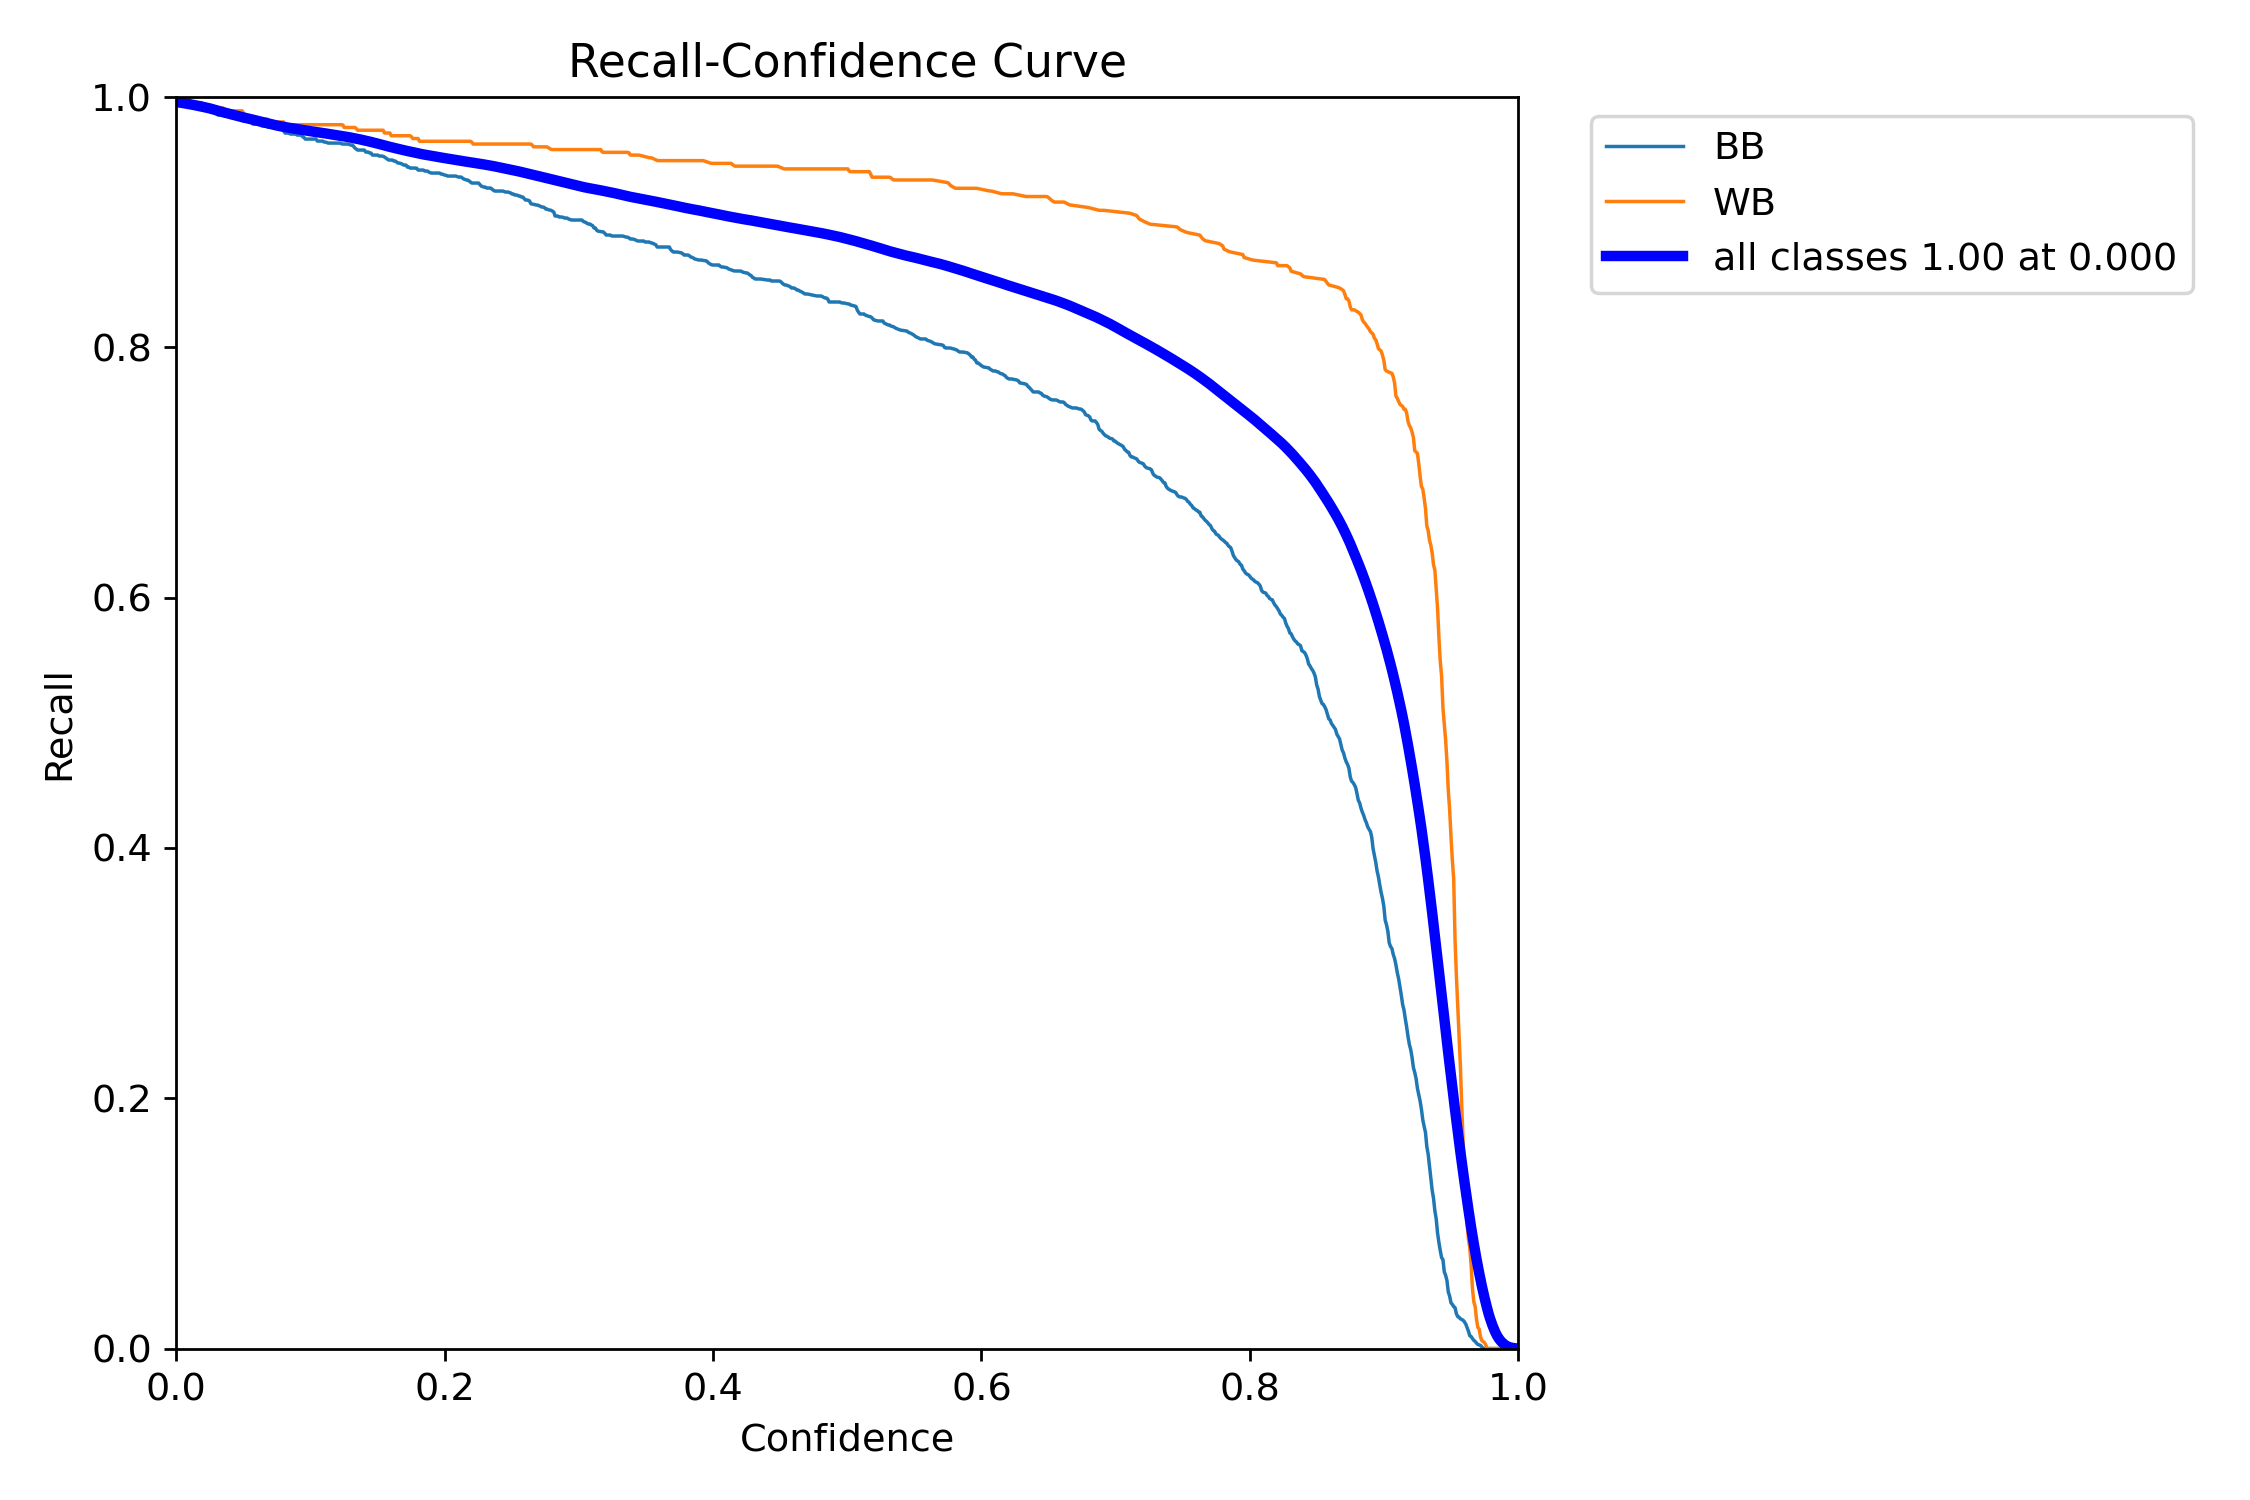 Recall-Confidence Curve
1.0
0.8
0.6
0.4
0.2
0.0
Recall
0.0 0.2 0.4 0.6 0.8 1.0
Confidence
BB
WB
all classes 1.00 at 0.000